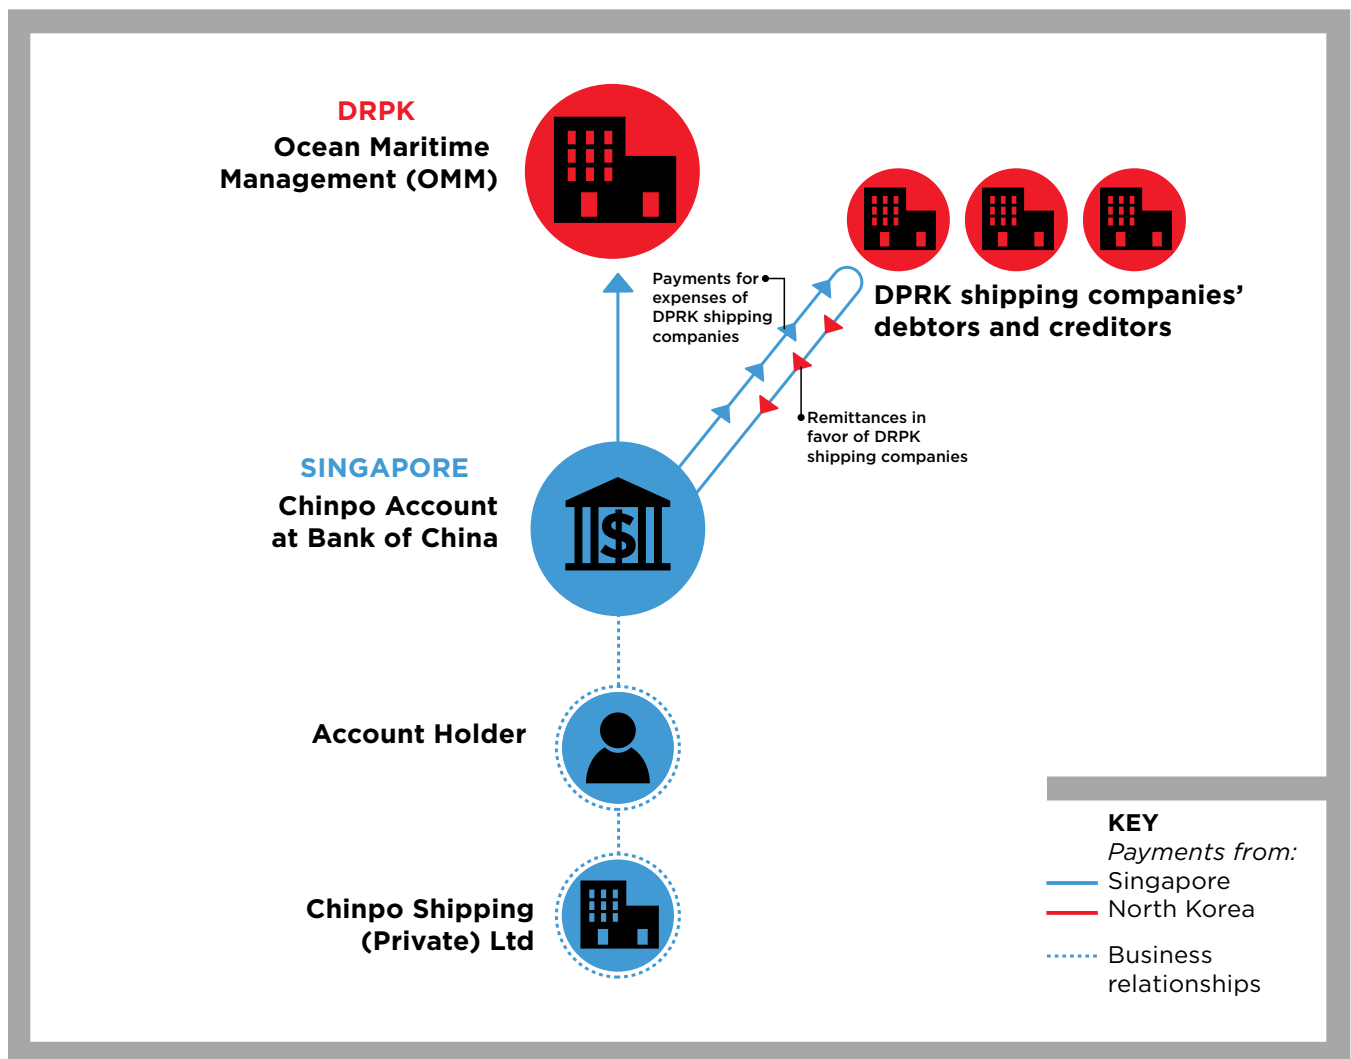 DRPK
Ocean Maritime
Management (OMM)
Payments for
expenses of
DPRK shipping
companies
DPRK shipping companies’
debtors and creditors
Remittances in
favor of DRPK
shipping companies
SINGAPORE
Chinpo Account
at Bank of China
$
Account Holder
Chinpo Shipping
(Private) Ltd
KEY
Payments from:
Singapore
North Korea
Business
relationships